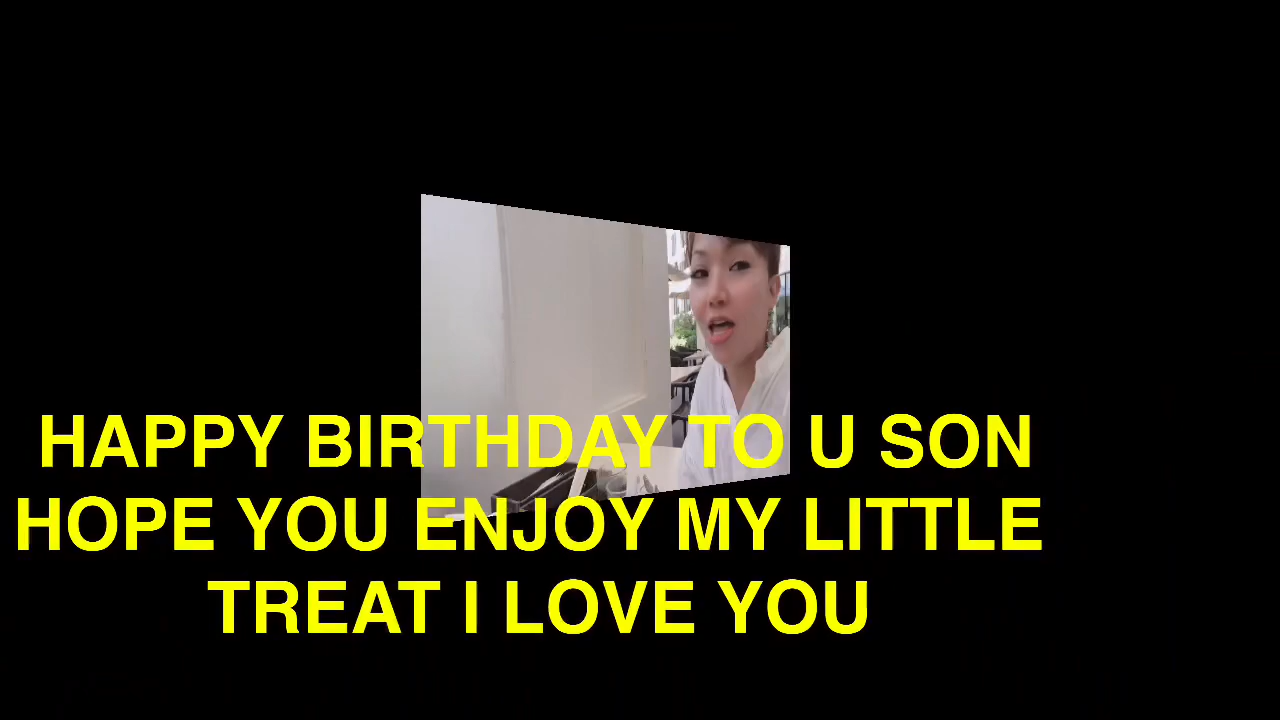 HAPPY BIRTHDAY TO U SON
HOPE YOU ENJOY MY LITTLE
TREAT I LOVE YOU